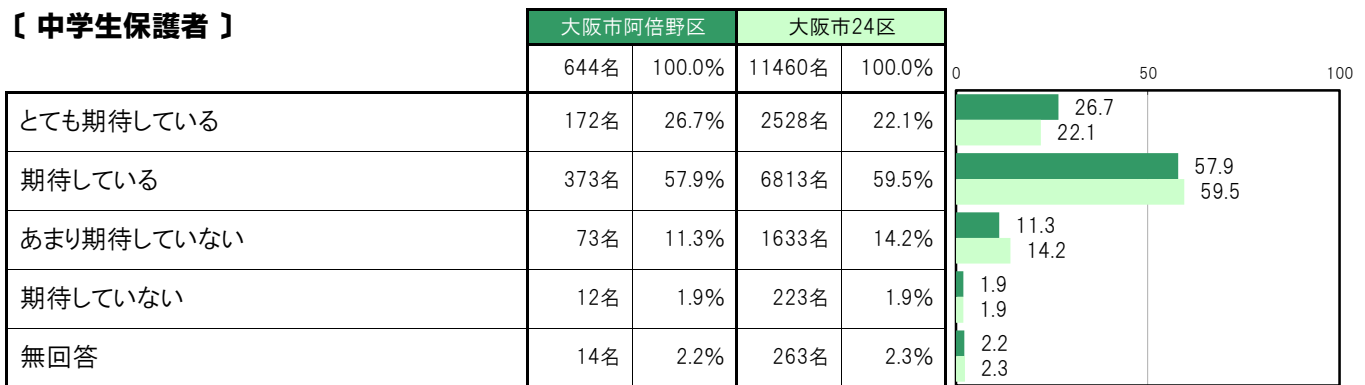 〔 中学生保護者 〕
大阪市阿倍野区 大阪市24区
644名 100.0% 11460名 100.0%
0 50 100
とても期待している 172名 26.7% 2528名 22.1%
26.7
22.1
期待している 373名 57.9% 6813名 59.5%
57.9
59.5
あまり期待していない 73名 11.3% 1633名 14.2%
11.3
14.2
期待していない 12名 1.9% 223名 1.9%
1.9
1.9
無回答 14名 2.2% 263名 2.3%
2.2
2.3